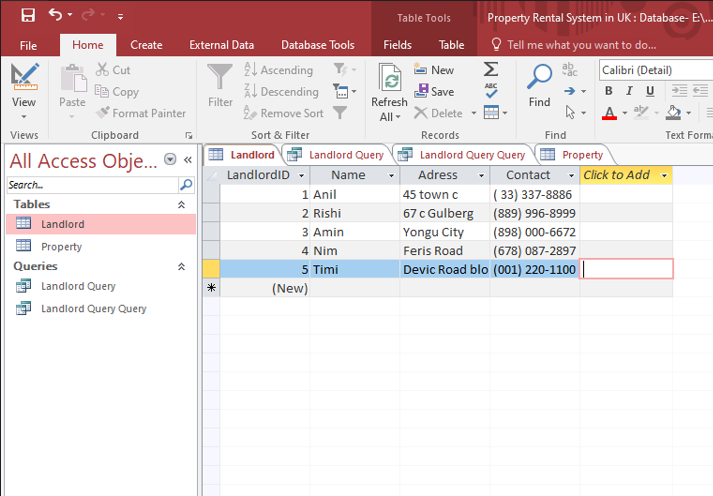 Table Tools Property Rental System in UK : Database- E:\...
File Home Create External Data Database Tools Fields Table Tell me what you want to do...
View
Paste
Cut
Copy
Format Painter
Filter
Ascending
Descending
Remove Sort
Refresh
All
New
Save
Delete
ABC
Find
ab
ac
Calibri (Detail)
B I U
A
Views Clipboard Sort & Filter Records Find Text Forma
All Access Obje...
Search...
Tables
Landlord
Property
Queries
Landlord Query
Landlord Query Query
Landlord Landlord Query Landlord Query Query Property
LandlordID Name Adress Contact Click to Add
1 Anil 45 town c ( 33) 337-8886
2 Rishi 67 c Gulberg (889) 996-8999
3 Amin Yongu City (898) 000-6672
4 Nim Feris Road (678) 087-2897
5 Timi Devic Road blo (001) 220-1100
(New)